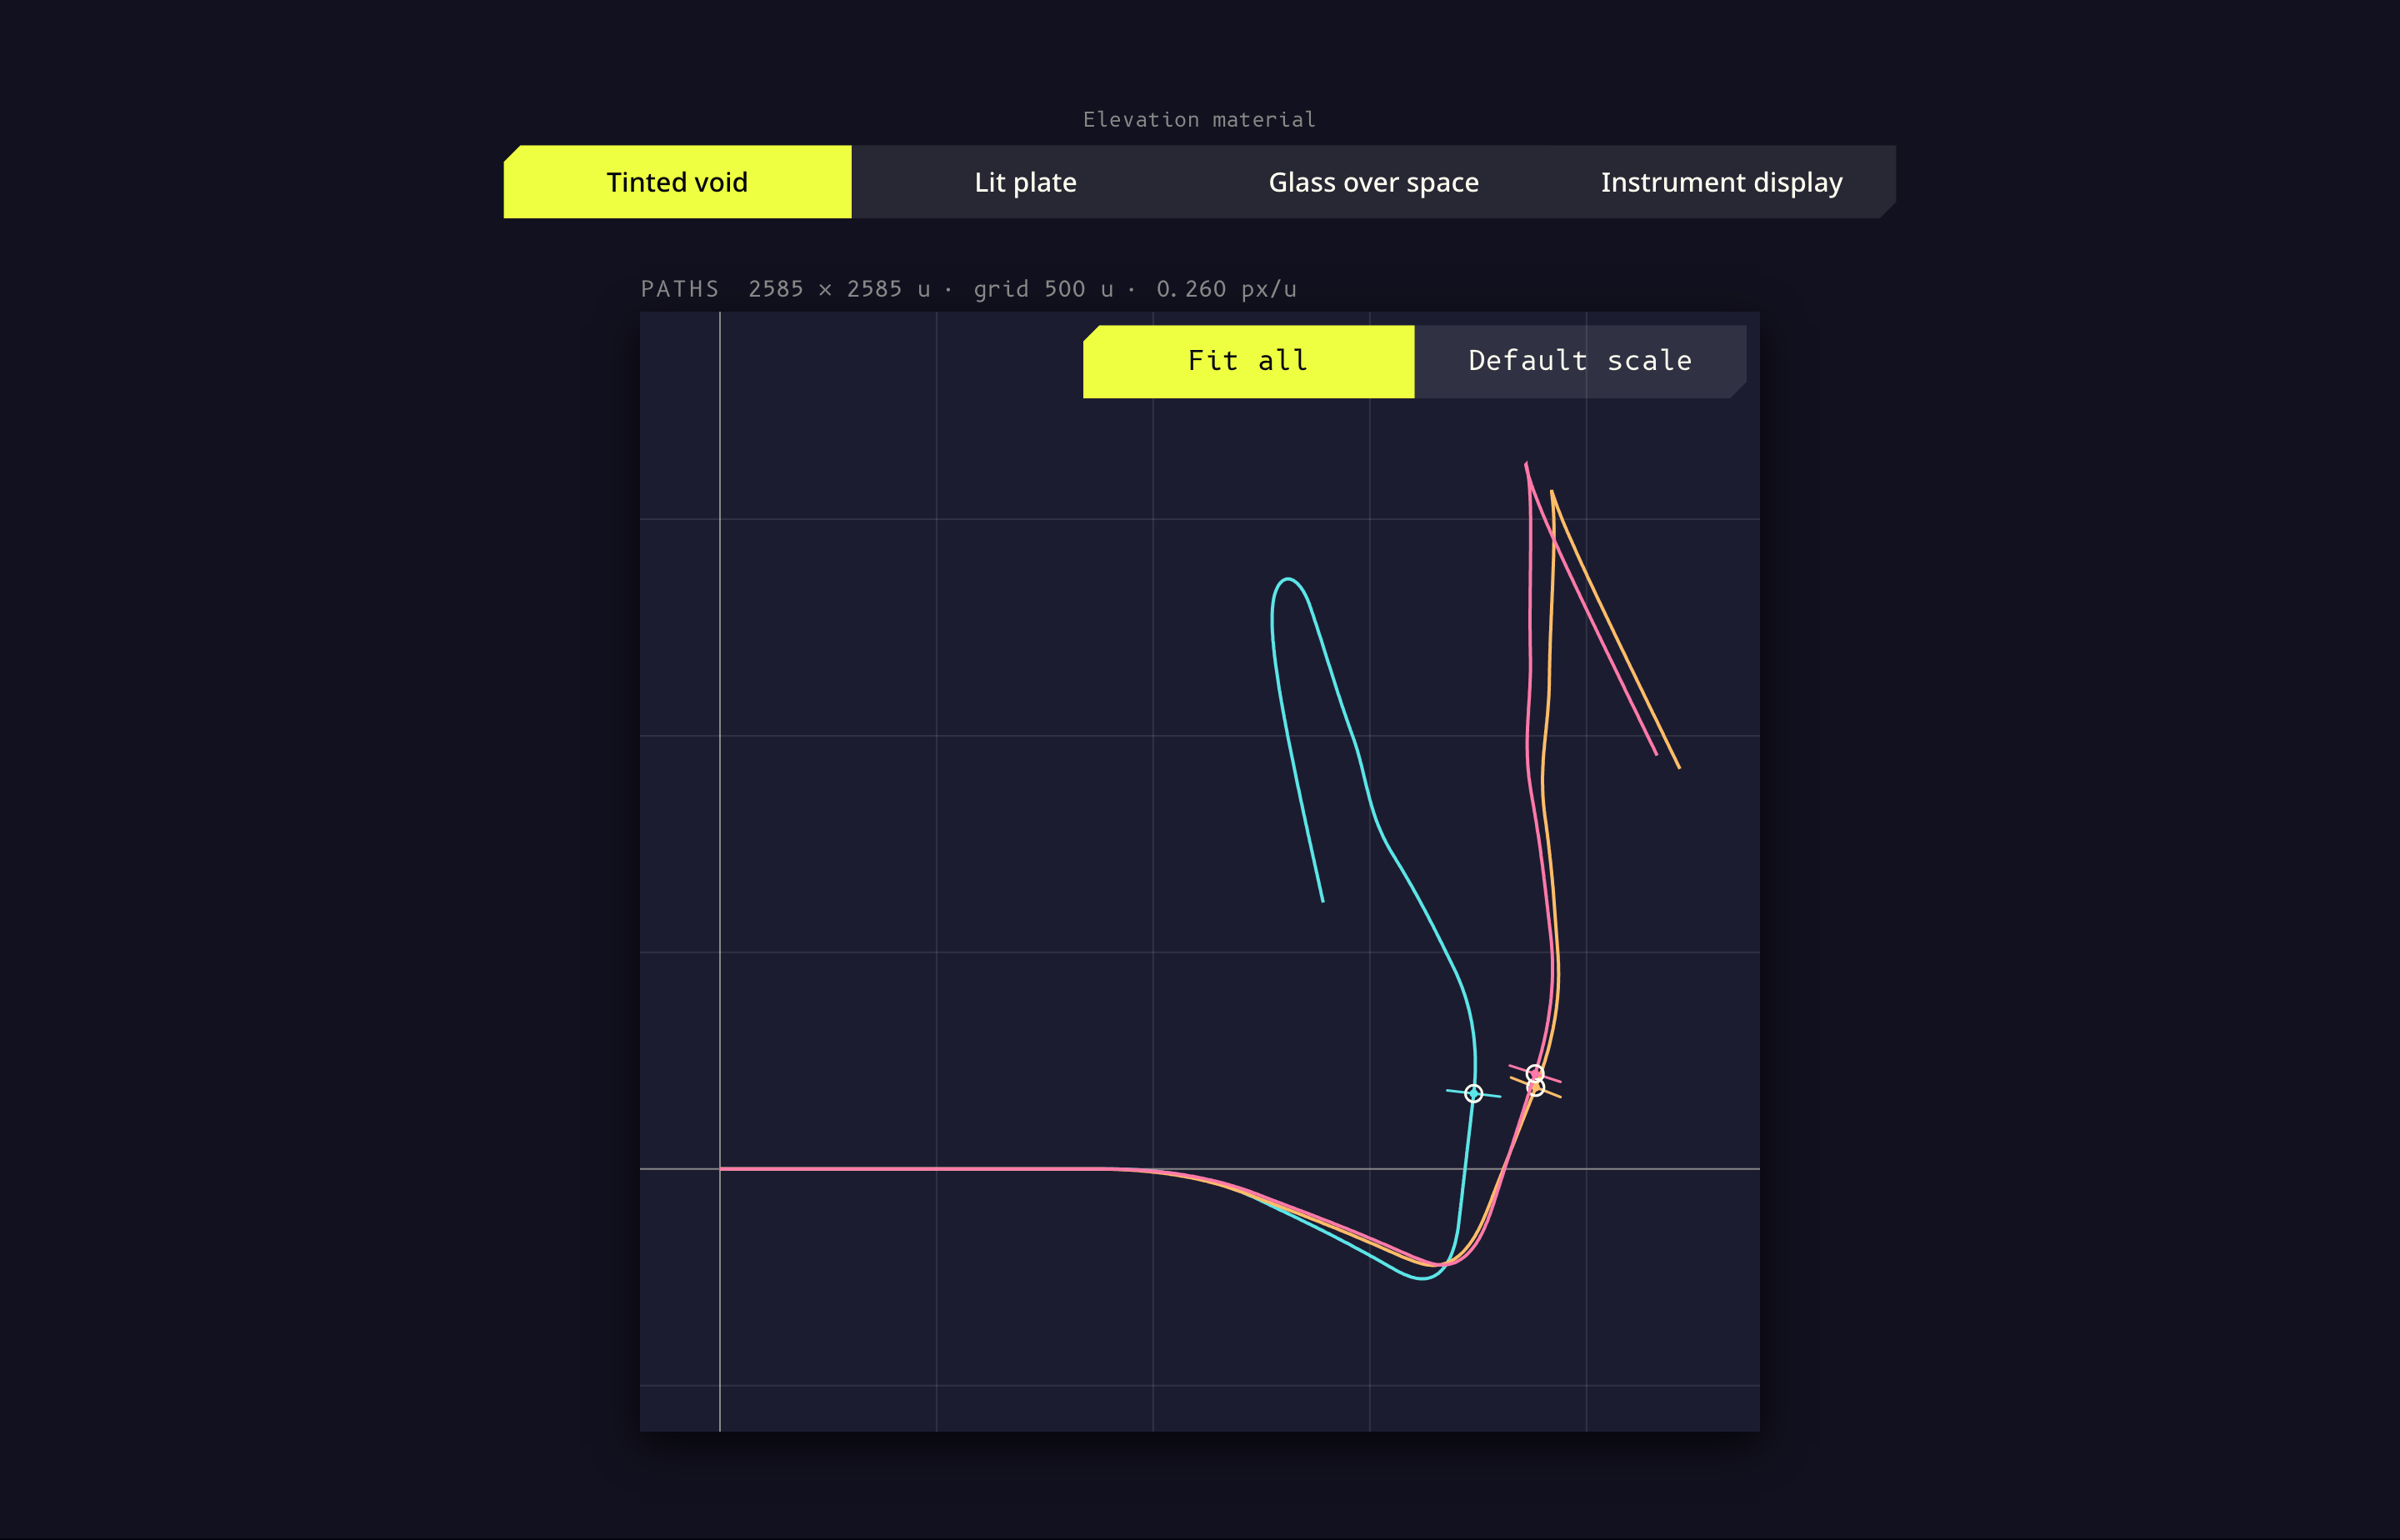 Elevation material
Tinted void Lit plate Glass over space Instrument display
PATHS 2585 × 2585 u · grid 500 u · 0.260 px/u
Fit all Default scale